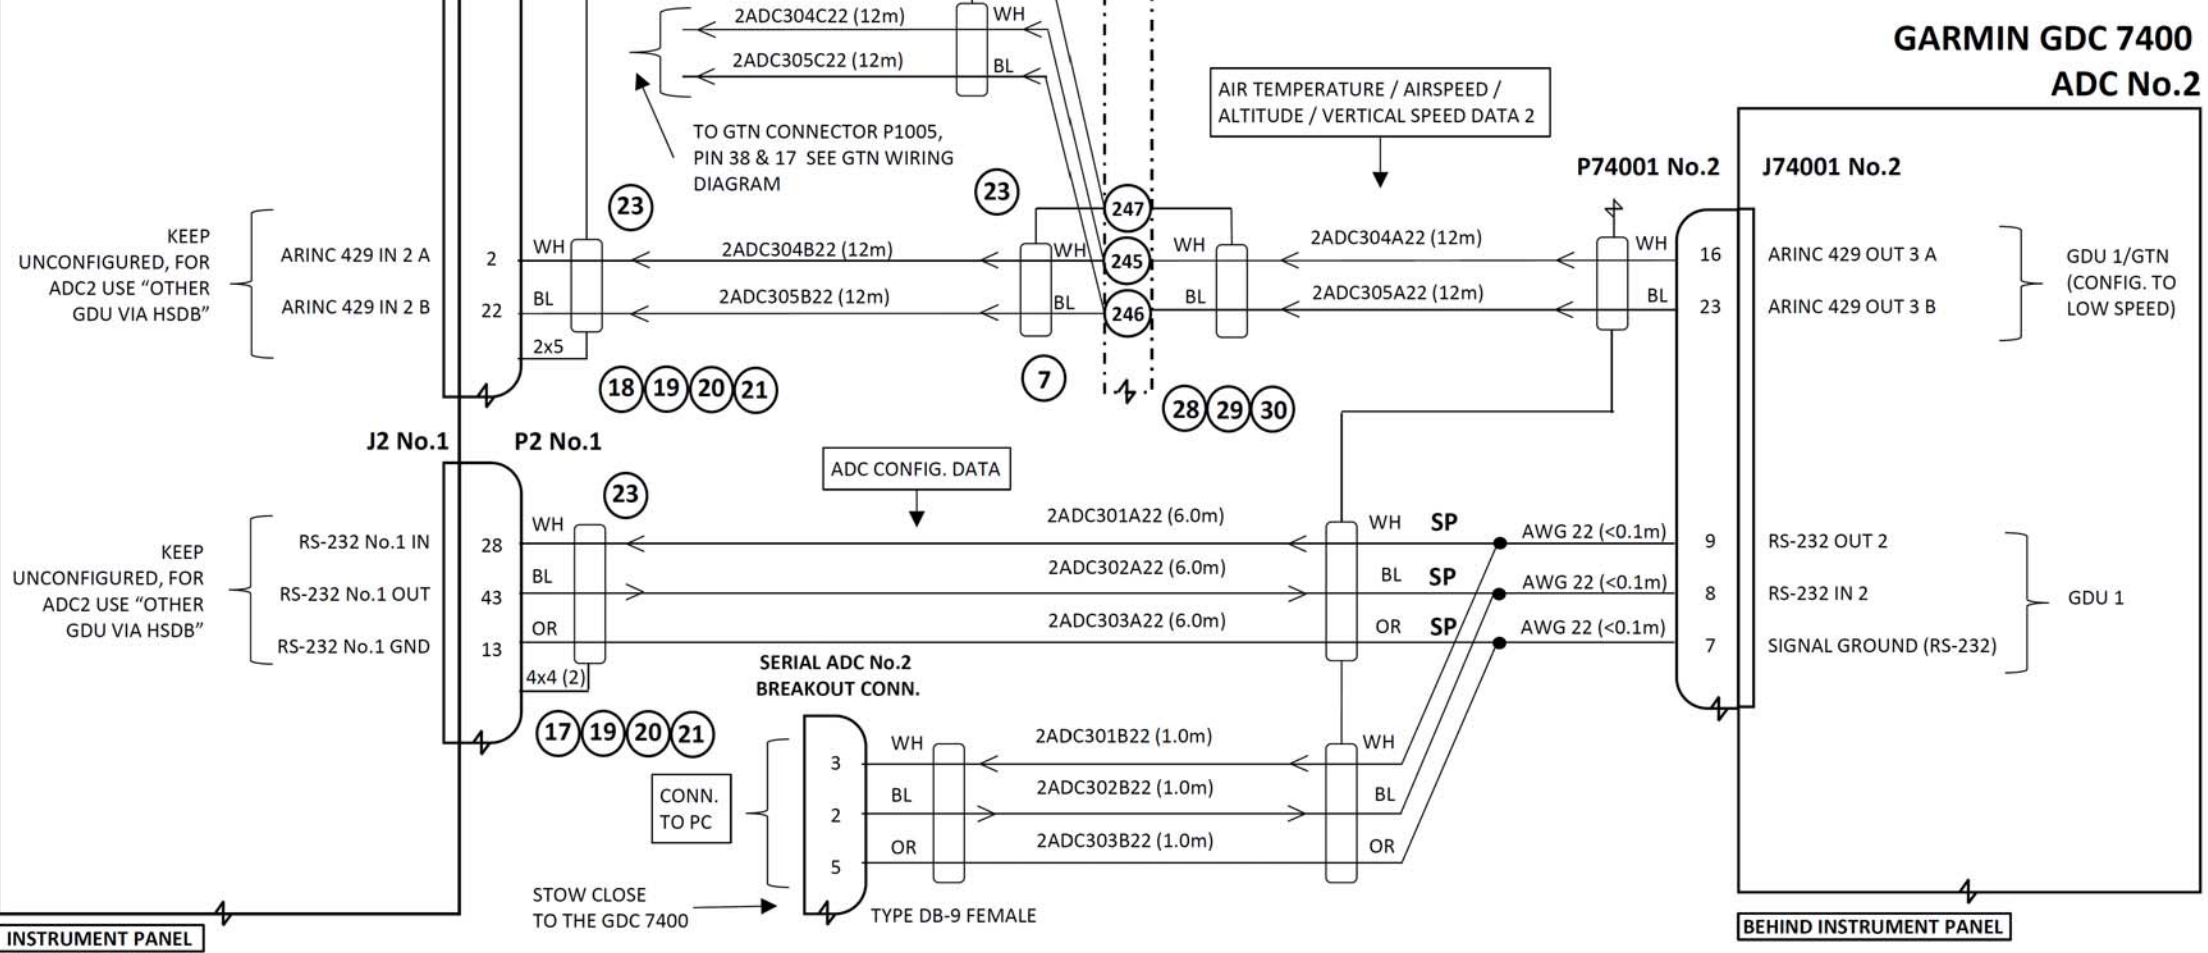 2ADC304C22 (12m)
WH
2ADC305C22 (12m)
BL
GARMIN GDC 7400
ADC No.2
TO GTN CONNECTOR P1005,
PIN 38 & 17 SEE GTN WIRING
DIAGRAM
AIR TEMPERATURE / AIRSPEED /
ALTITUDE / VERTICAL SPEED DATA 2
P74001 No.2
J74001 No.2
KEEP
UNCONFIGURED, FOR
ADC2 USE “OTHER
GDU VIA HSDB”
ARINC 429 IN 2 A
ARINC 429 IN 2 B
2
22
WH
BL
2x5
23
2ADC304B22 (12m)
2ADC305B22 (12m)
23
WH
BL
247
245
246
WH
BL
2ADC304A22 (12m)
2ADC305A22 (12m)
WH
BL
16
23
ARINC 429 OUT 3 A
ARINC 429 OUT 3 B
GDU 1/GTN
(CONFIG. TO
LOW SPEED)
18
19
20
21
7
28
29
30
J2 No.1
P2 No.1
23
ADC CONFIG. DATA
KEEP
UNCONFIGURED, FOR
ADC2 USE “OTHER
GDU VIA HSDB”
RS-232 No.1 IN
RS-232 No.1 OUT
RS-232 No.1 GND
28
43
13
WH
BL
OR
4x4 (2)
2ADC301A22 (6.0m)
2ADC302A22 (6.0m)
2ADC303A22 (6.0m)
WH
SP
BL
SP
OR
SP
AWG 22 (<0.1m)
AWG 22 (<0.1m)
AWG 22 (<0.1m)
9
8
7
RS-232 OUT 2
RS-232 IN 2
SIGNAL GROUND (RS-232)
GDU 1
17
19
20
21
SERIAL ADC No.2
BREAKOUT CONN.
CONN.
TO PC
3
2
5
WH
BL
OR
2ADC301B22 (1.0m)
2ADC302B22 (1.0m)
2ADC303B22 (1.0m)
WH
BL
OR
STOW CLOSE
TO THE GDC 7400
TYPE DB-9 FEMALE
INSTRUMENT PANEL
BEHIND INSTRUMENT PANEL